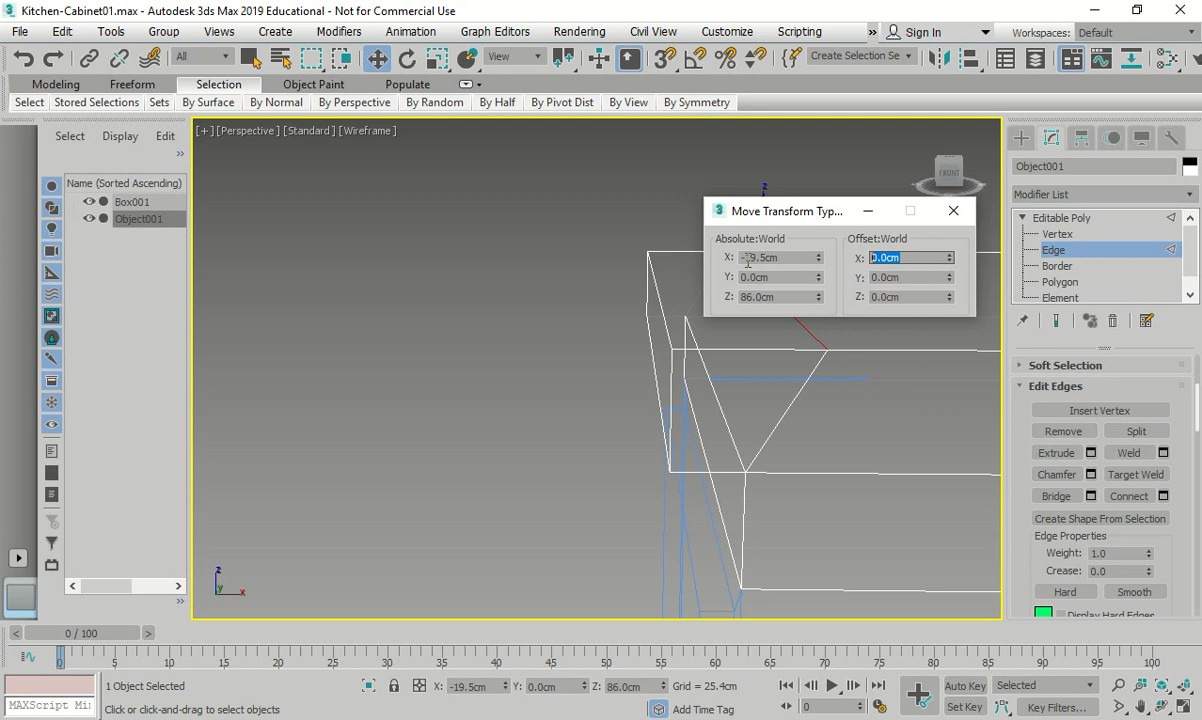 Kitchen-Cabinet01.max - Autodesk 3ds Max 2019 Educational - Not for Commercial Use
File Edit Tools Group Views Create Modifiers Animation Graph Editors Rendering Civil View Customize Scripting » Sign In Workspaces: Default
All View Create Selection Se
Modeling Freeform Selection Object Paint Populate
Select Stored Selections Sets By Surface By Normal By Perspective By Random By Half By Pivot Dist By View By Symmetry
Select Display Edit
»
Name (Sorted Ascending)
Box001
Object001
[+] [Perspective] [Standard] [Wireframe]
z
FRONT
3 Move Transform Typ...
Absolute:World Offset:World
X: -19.5cm X: 0.0cm
Y: 0.0cm Y: 0.0cm
Z: 86.0cm Z: 0.0cm
z
y x
Object001
Modifier List
Editable Poly
Vertex
Edge
Border
Polygon
Element
Soft Selection
Edit Edges
Insert Vertex
Remove Split
Extrude Weld
Chamfer Target Weld
Bridge Connect
Create Shape From Selection
Edge Properties
Weight: 1.0
Crease: 0.0
Hard Smooth
Display Hard Edges
»
< 0 / 100 >
0 5 10 15 20 25 30 35 40 45 50 55 60 65 70 75 80 85 90 95 100
1 Object Selected X: -19.5cm Y: 0.0cm Z: 86.0cm Grid = 25.4cm Auto Key Selected
MAXScript Mi Click or click-and-drag to select objects Add Time Tag 0 Set Key Key Filters...